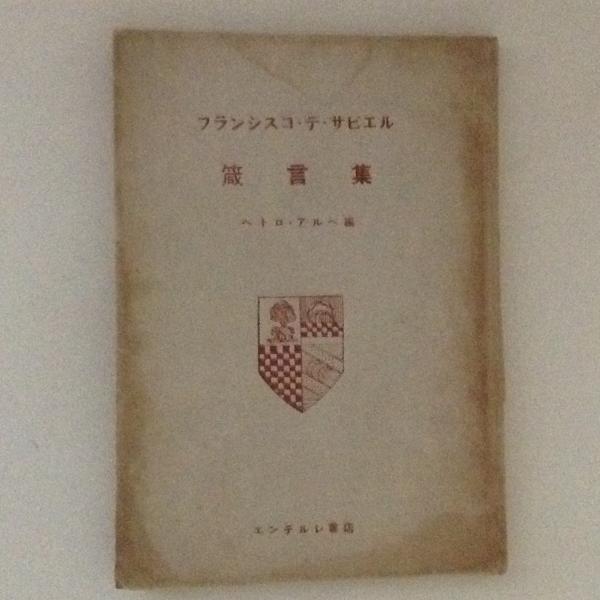 フランシスコ・デ・サビエル
箴言集
ペトロ・アルペ編
エンデルレ書店